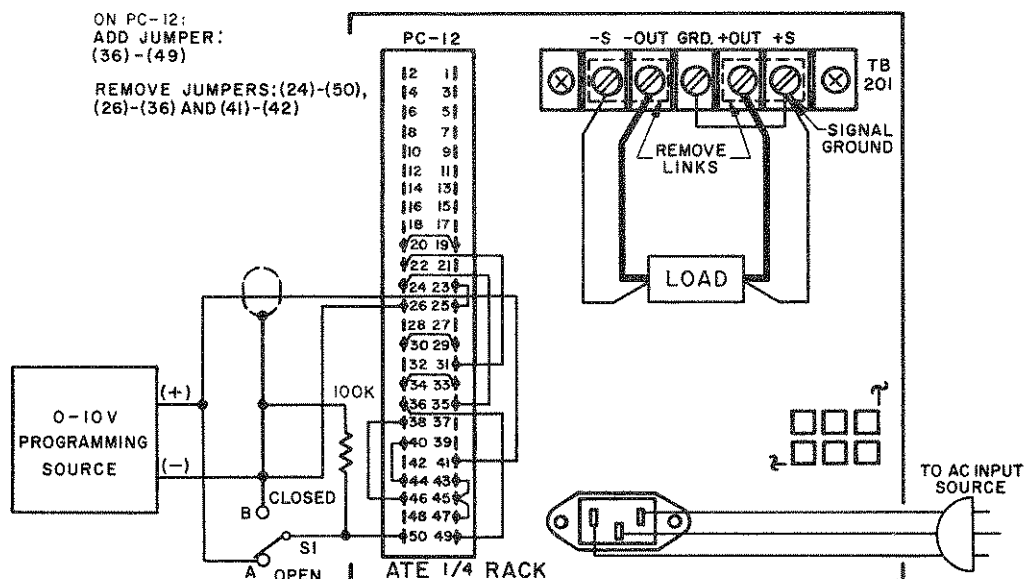 ON PC-12:
ADD JUMPER:
(36)-(49)
REMOVE JUMPERS:(24)-(50),
(26)-(36) AND (41)-(42)
PC-12
2 1
4 3
6 5
8 7
10 9
12 11
14 13
16 15
18 17
20 19
22 21
24 23
26 25
28 27
30 29
32 31
34 33
36 35
38 37
40 39
42 41
44 43
46 45
48 47
50 49
ATE 1/4 RACK
-S -OUT GRD. +OUT +S
TB
201
REMOVE
LINKS
SIGNAL
GROUND
LOAD
100K
0-10V
PROGRAMMING
SOURCE
(+)
(-)
CLOSED
B
S1
A
OPEN
TO AC INPUT
SOURCE